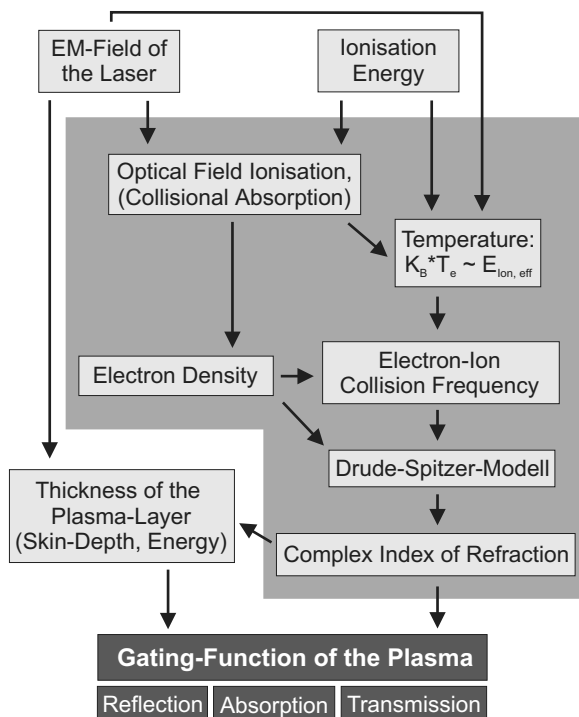 EM-Field of
the Laser
Ionisation
Energy
Optical Field Ionisation,
(Collisional Absorption)
Temperature:
K_B*T_e ~ E_Ion, eff
Electron Density
Electron-Ion
Collision Frequency
Drude-Spitzer-Modell
Thickness of the
Plasma-Layer
(Skin-Depth, Energy)
Complex Index of Refraction
Gating-Function of the Plasma
Reflection
Absorption
Transmission